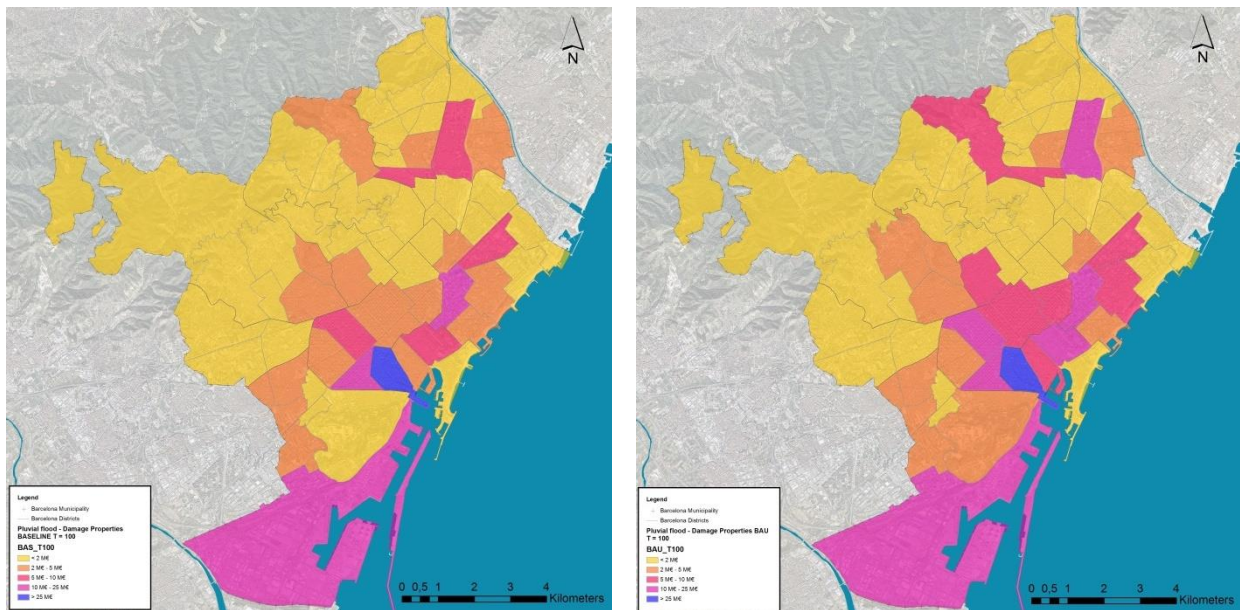 N
Legend
Barcelona Municipality
Barcelona Districts
Pluvial flood - Damage Properties
BASELINE T = 100
BAS_T100
< 2 M€
2 M€ - 5 M€
5 M€ - 10 M€
10 M€ - 25 M€
> 25 M€
0 0,5 1 2 3 4
Kilometers
N
Legend
Barcelona Municipality
Barcelona Districts
Pluvial flood - Damage Properties BAU
T = 100
BAU_T100
< 2 M€
2 M€ - 5 M€
5 M€ - 10 M€
10 M€ - 25 M€
> 25 M€
0 0,5 1 2 3 4
Kilometers